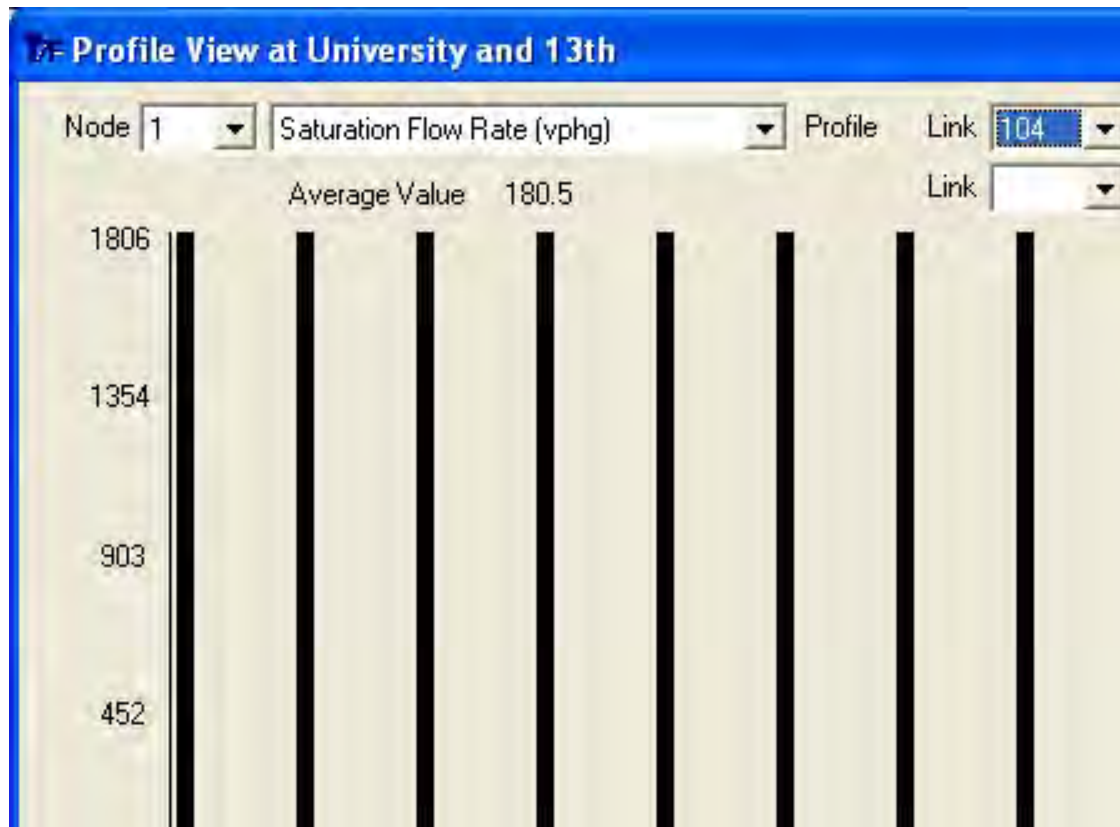 T7F Profile View at University and 13th
Node 1 Saturation Flow Rate (vphg) Profile Link 104
Average Value 180.5 Link
1806
1354
903
452